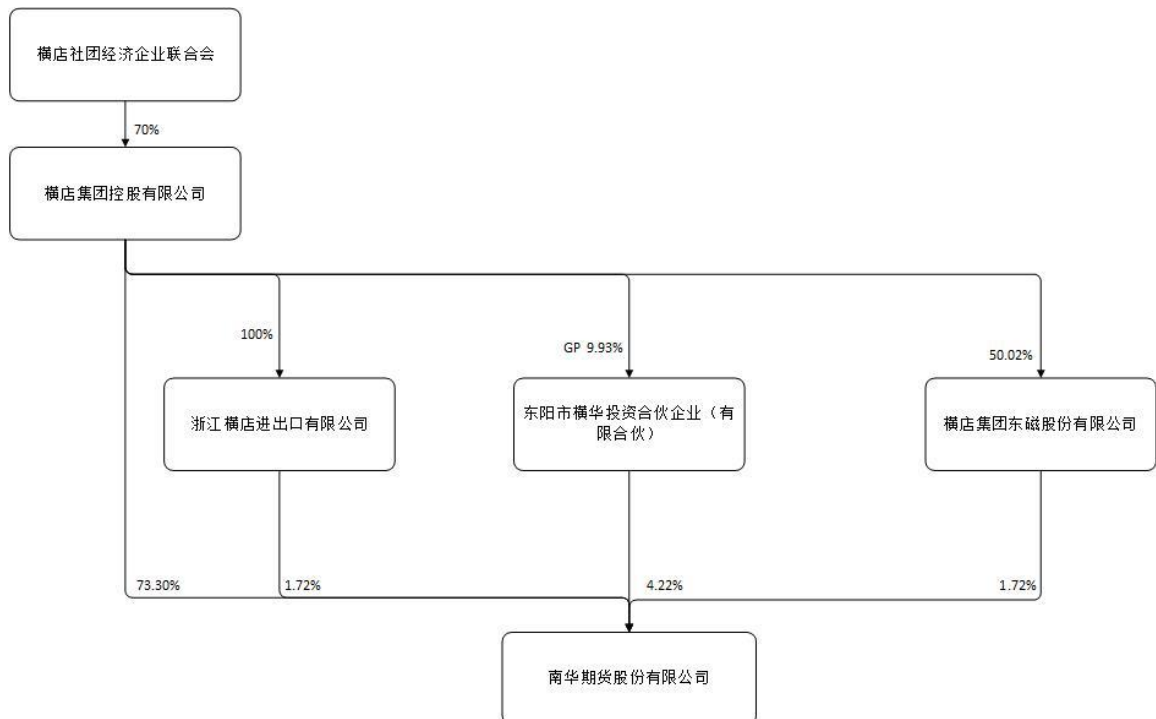 横店社团经济企业联合会
70%
横店集团控股有限公司
100%
GP 9.93%
50.02%
浙江横店进出口有限公司
东阳市横华投资合伙企业（有
限合伙）
横店集团东磁股份有限公司
73.30%
1.72%
4.22%
1.72%
南华期货股份有限公司